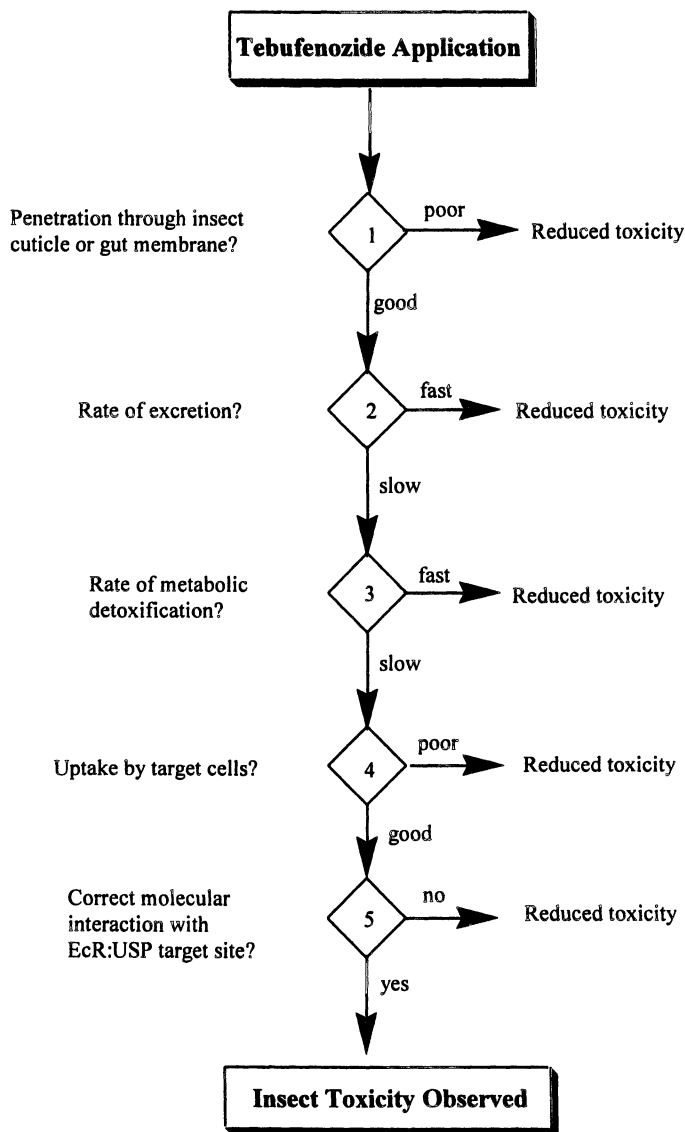 Tebufenozide Application
Penetration through insect
cuticle or gut membrane?
1
poor
Reduced toxicity
good
Rate of excretion?
2
fast
Reduced toxicity
slow
Rate of metabolic
detoxification?
3
fast
Reduced toxicity
slow
Uptake by target cells?
4
poor
Reduced toxicity
good
Correct molecular
interaction with
EcR:USP target site?
5
no
Reduced toxicity
yes
Insect Toxicity Observed